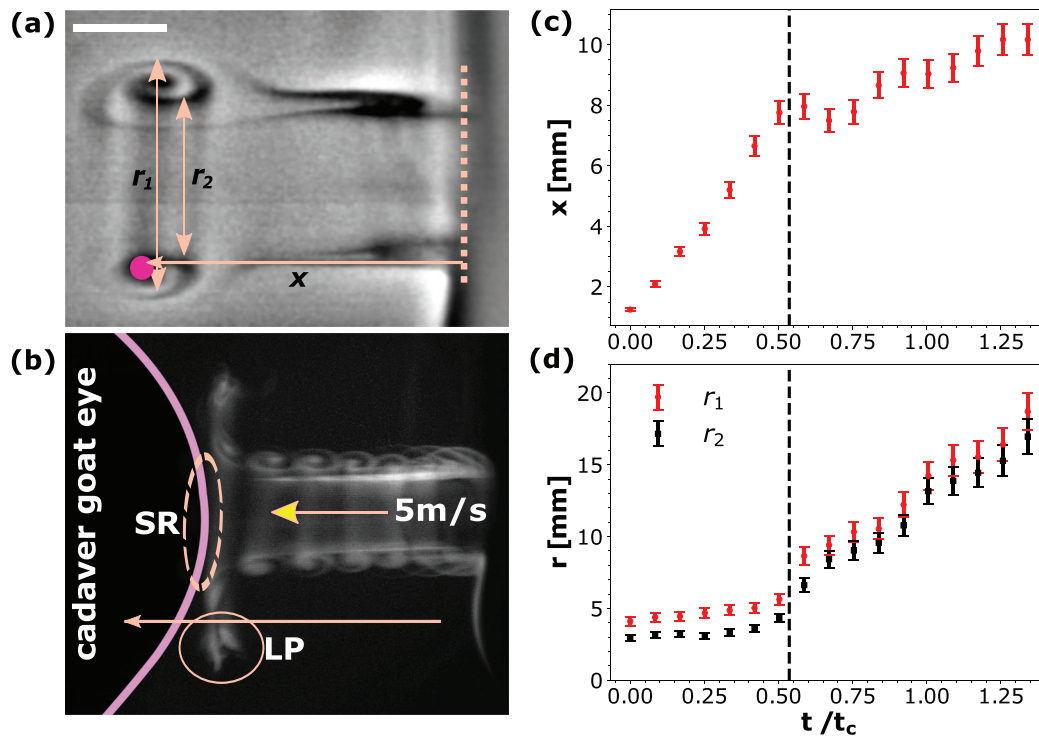 (a)
r1
r2
x
(b)
cadaver goat eye
SR
5m/s
LP
(c)
x [mm]
10
8
6
4
2
0.00 0.25 0.50 0.75 1.00 1.25
(d)
r [mm]
20
15
10
5
0
r1
r2
0.00 0.25 0.50 0.75 1.00 1.25
t /tc